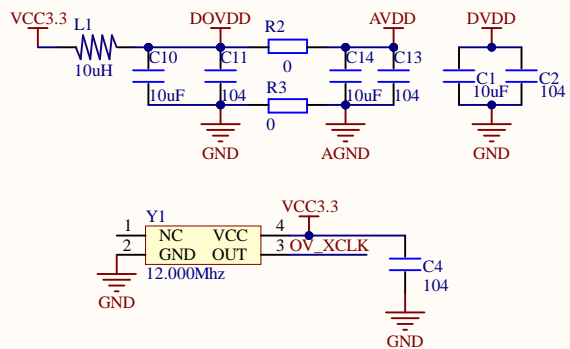 VCC3.3 DOVDD AVDD DVDD
L1 R2
10uH C10 C11 0 C14 C13 C1 C2
10uF 104 R3 10uF 104 10uF 104
0
GND AGND GND
VCC3.3
Y1
1 NC VCC 4
2 GND OUT 3 OV_XCLK
12.000Mhz C4
104
GND
GND